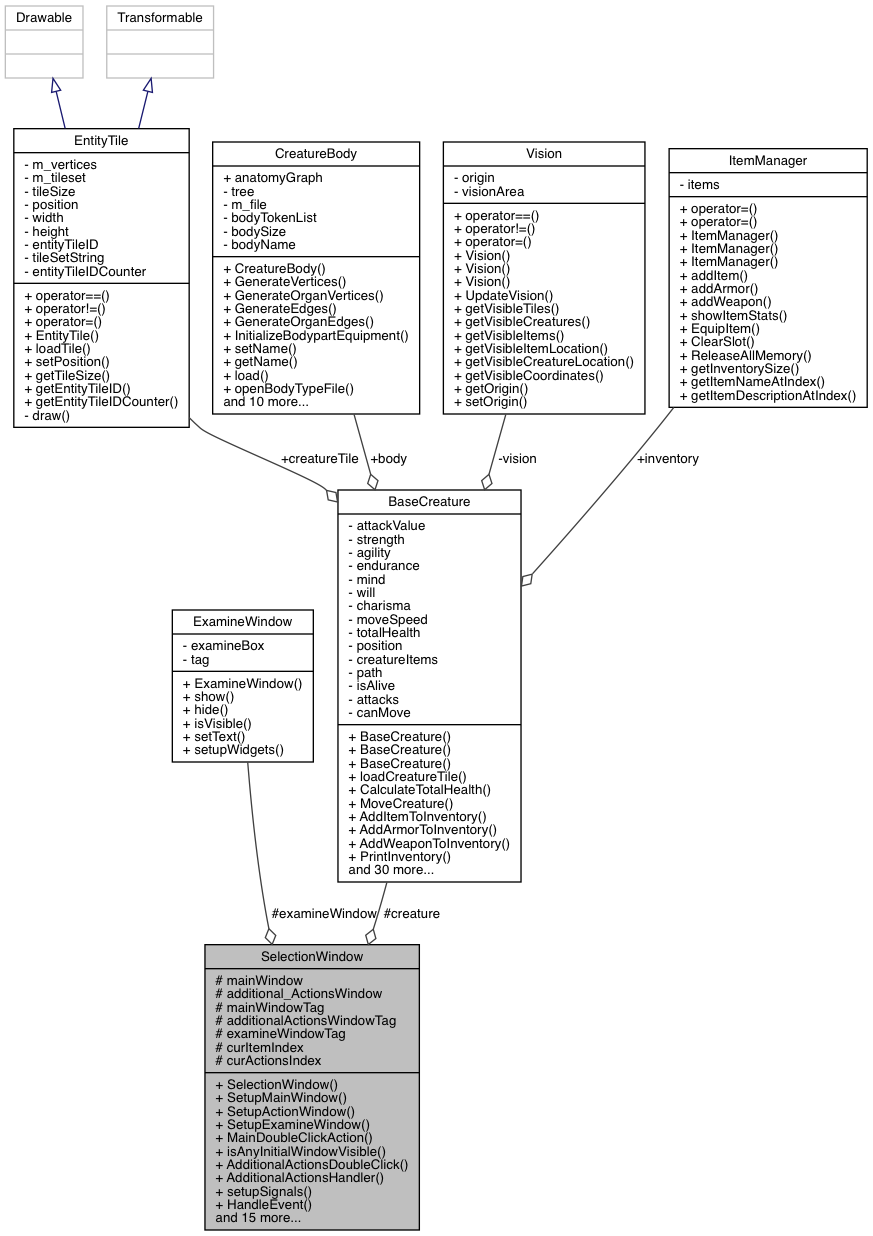 Drawable
Transformable
EntityTile
- m_vertices
- m_tileset
- tileSize
- position
- width
- height
- entityTileID
- tileSetString
- entityTileIDCounter
+ operator==()
+ operator!=()
+ operator=()
+ EntityTile()
+ loadTile()
+ setPosition()
+ getTileSize()
+ getEntityTileID()
+ getEntityTileIDCounter()
- draw()
CreatureBody
+ anatomyGraph
- tree
- m_file
- bodyTokenList
- bodySize
- bodyName
+ CreatureBody()
+ GenerateVertices()
+ GenerateOrganVertices()
+ GenerateEdges()
+ GenerateOrganEdges()
+ InitializeBodypartEquipment()
+ setName()
+ getName()
+ load()
+ openBodyTypeFile()
and 10 more...
Vision
- origin
- visionArea
+ operator==()
+ operator!=()
+ operator=()
+ Vision()
+ Vision()
+ Vision()
+ UpdateVision()
+ getVisibleTiles()
+ getVisibleCreatures()
+ getVisibleItems()
+ getVisibleItemLocation()
+ getVisibleCreatureLocation()
+ getVisibleCoordinates()
+ getOrigin()
+ setOrigin()
ItemManager
- items
+ operator=()
+ operator=()
+ ItemManager()
+ ItemManager()
+ ItemManager()
+ addItem()
+ addArmor()
+ addWeapon()
+ showItemStats()
+ EquipItem()
+ ClearSlot()
+ ReleaseAllMemory()
+ getInventorySize()
+ getItemNameAtIndex()
+ getItemDescriptionAtIndex()
+creatureTile
+body
-vision
+inventory
BaseCreature
- attackValue
- strength
- agility
- endurance
- mind
- will
- charisma
- moveSpeed
- totalHealth
- position
- creatureItems
- path
- isAlive
- attacks
- canMove
+ BaseCreature()
+ BaseCreature()
+ BaseCreature()
+ loadCreatureTile()
+ CalculateTotalHealth()
+ MoveCreature()
+ AddItemToInventory()
+ AddArmorToInventory()
+ AddWeaponToInventory()
+ PrintInventory()
and 30 more...
ExamineWindow
- examineBox
- tag
+ ExamineWindow()
+ show()
+ hide()
+ isVisible()
+ setText()
+ setupWidgets()
#examineWindow
#creature
SelectionWindow
# mainWindow
# additional_ActionsWindow
# mainWindowTag
# additionalActionsWindowTag
# examineWindowTag
# curItemIndex
# curActionsIndex
+ SelectionWindow()
+ SetupMainWindow()
+ SetupActionWindow()
+ SetupExamineWindow()
+ MainDoubleClickAction()
+ isAnyInitialWindowVisible()
+ AdditionalActionsDoubleClick()
+ AdditionalActionsHandler()
+ setupSignals()
+ HandleEvent()
and 15 more...